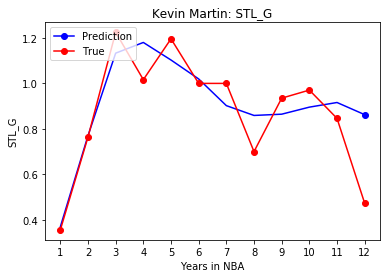 Kevin Martin: STL_G
Prediction
True
1.2
1.0
0.8
0.6
0.4
STL_G
1 2 3 4 5 6 7 8 9 10 11 12
Years in NBA